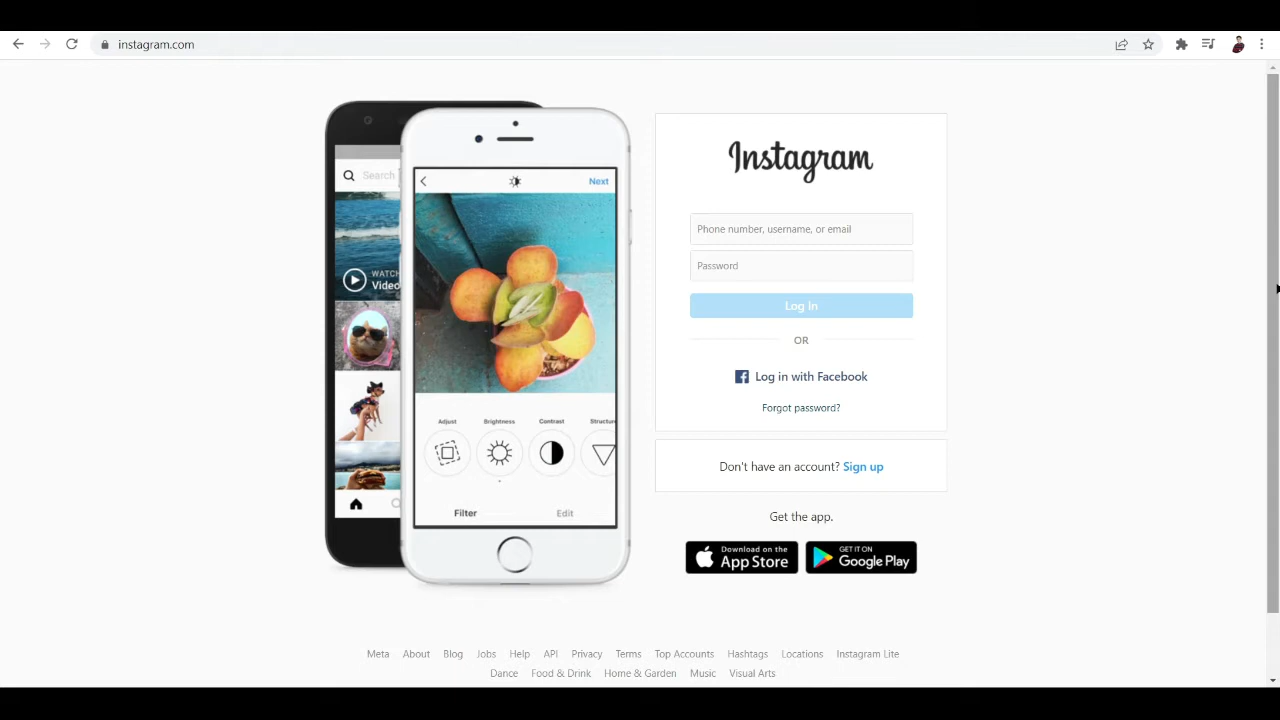 instagram.com
Search
WATCH
Video
Next
Adjust Brightness Contrast Structure
Filter Edit
Instagram
Phone number, username, or email
Password
Log In
OR
Log in with Facebook
Forgot password?
Don't have an account? Sign up
Get the app.
Download on the
App Store
GET IT ON
Google Play
Meta About Blog Jobs Help API Privacy Terms Top Accounts Hashtags Locations Instagram Lite
Dance Food & Drink Home & Garden Music Visual Arts